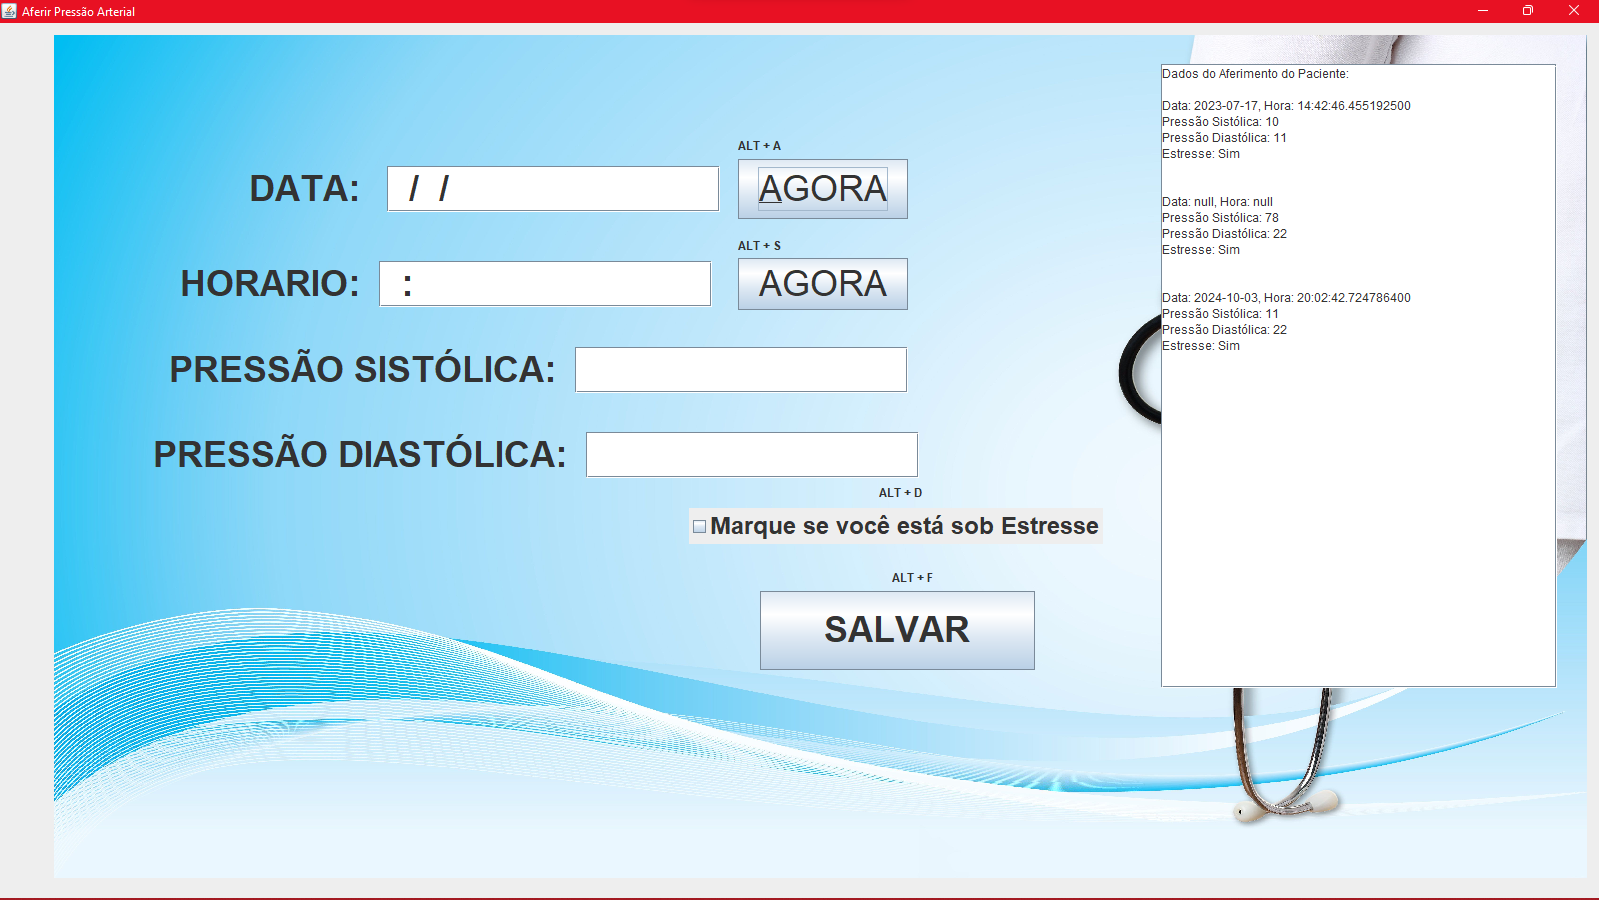 Aferir Pressão Arterial
ALT + A
DATA: / / AGORA
ALT + S
HORARIO: : AGORA
PRESSÃO SISTÓLICA:
PRESSÃO DIASTÓLICA:
ALT + D
Marque se você está sob Estresse
ALT + F
SALVAR
Dados do Aferimento do Paciente:
Data: 2023-07-17, Hora: 14:42:46.455192500
Pressão Sistólica: 10
Pressão Diastólica: 11
Estresse: Sim
Data: null, Hora: null
Pressão Sistólica: 78
Pressão Diastólica: 22
Estresse: Sim
Data: 2024-10-03, Hora: 20:02:42.724786400
Pressão Sistólica: 11
Pressão Diastólica: 22
Estresse: Sim